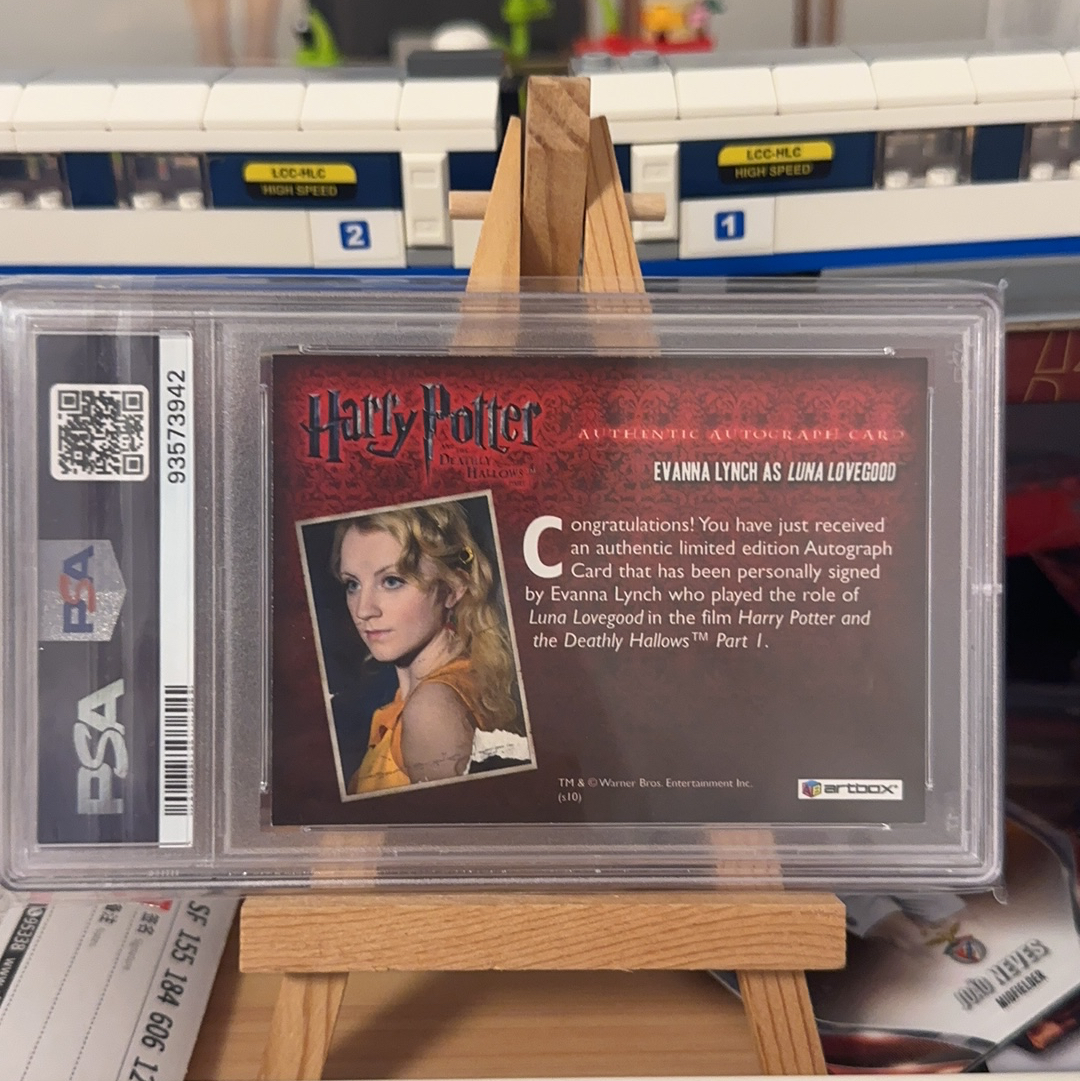 LCC-HLC
HIGH SPEED
2
LCC-HLC
HIGH SPEED
1
93573942
PSA
PSA
Harry Potter
AND THE
DEATHLY
HALLOWS
AUTHENTIC AUTOGRAPH CARD
EVANNA LYNCH AS LUNA LOVEGOOD
Congratulations! You have just received
an authentic limited edition Autograph
Card that has been personally signed
by Evanna Lynch who played the role of
Luna Lovegood in the film Harry Potter and
the Deathly Hallows™ Part 1.
TM & © Warner Bros. Entertainment Inc.
(s10)
artbox
95338
SF 155 184 606 12
JOÃO NEVES
MIDFIELDER